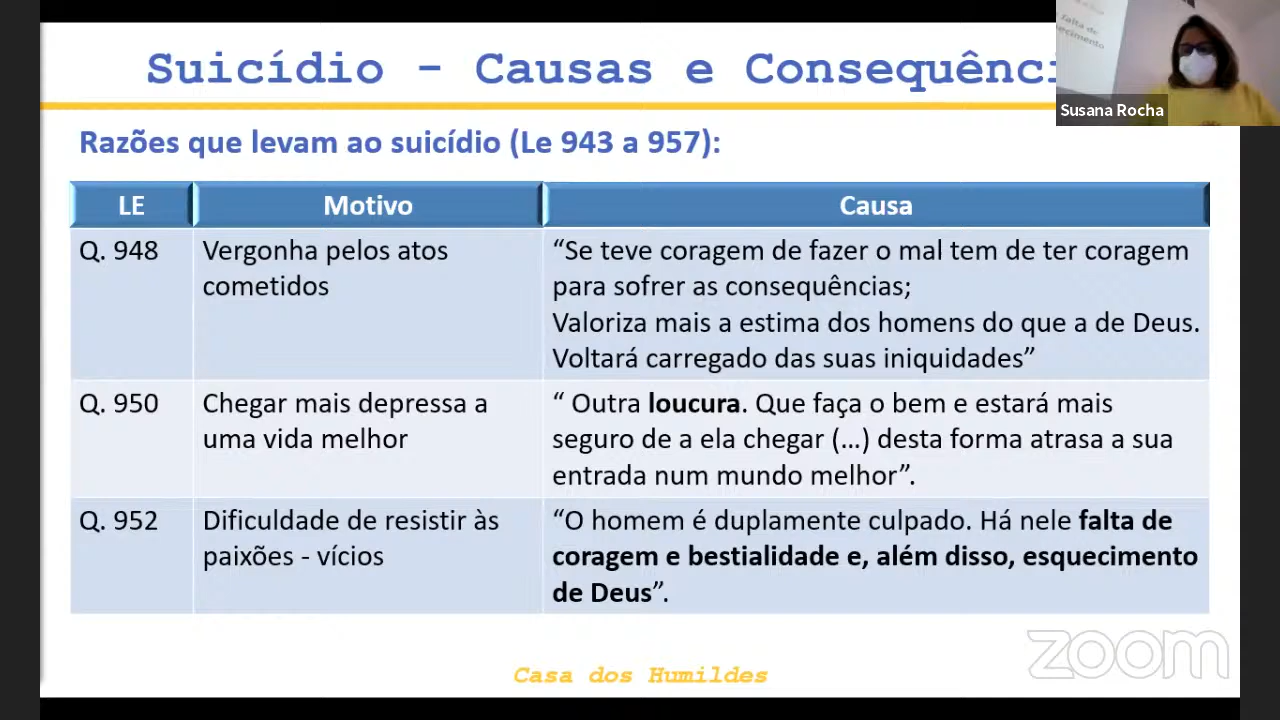 Suicídio - Causas e Consequênci
falta de
Susana Rocha
Razões que levam ao suicídio (Le 943 a 957):
LE
Motivo
Causa
Q. 948
Vergonha pelos atos
cometidos
“Se teve coragem de fazer o mal tem de ter coragem
para sofrer as consequências;
Valoriza mais a estima dos homens do que a de Deus.
Voltará carregado das suas iniquidades”
Q. 950
Chegar mais depressa a
uma vida melhor
“ Outra loucura. Que faça o bem e estará mais
seguro de a ela chegar (…) desta forma atrasa a sua
entrada num mundo melhor”.
Q. 952
Dificuldade de resistir às
paixões - vícios
“O homem é duplamente culpado. Há nele falta de
coragem e bestialidade e, além disso, esquecimento
de Deus”.
zoom
Casa dos Humildes